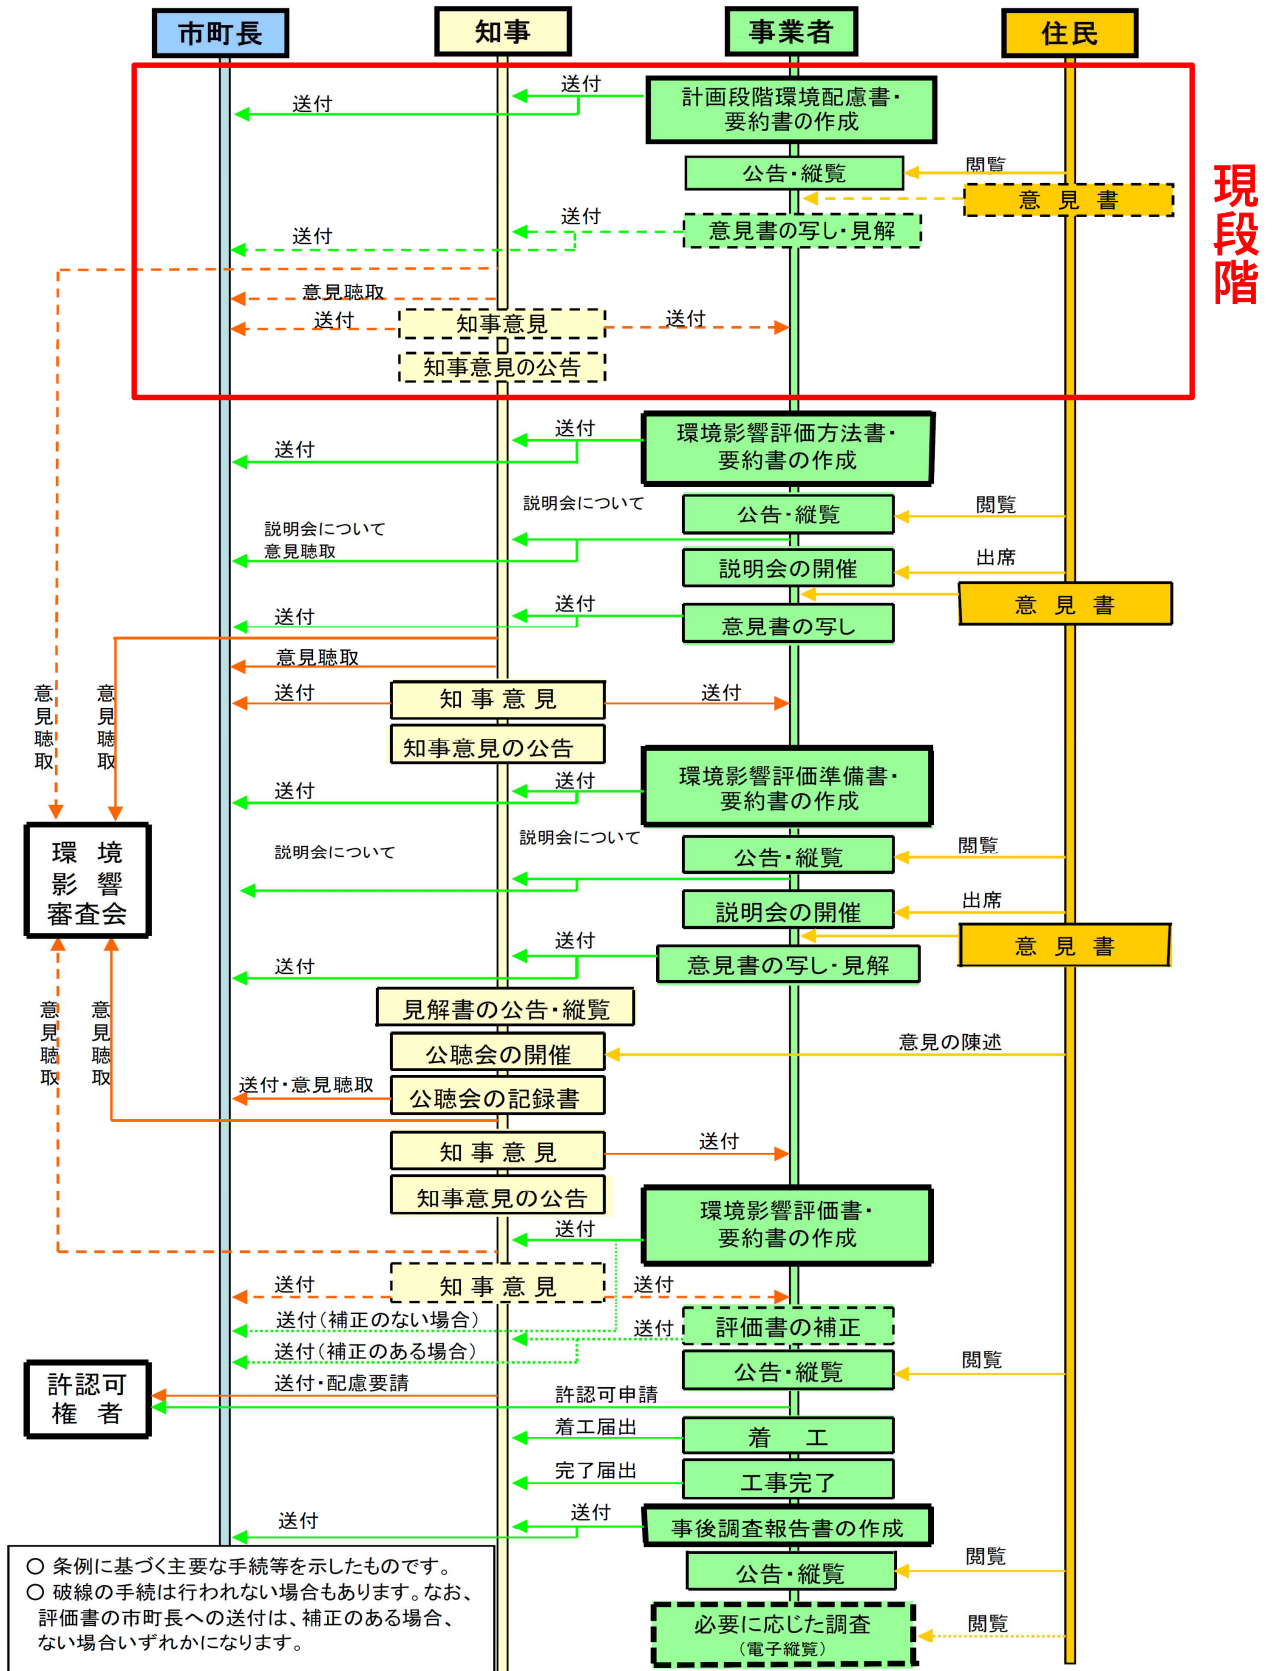 市町長
知事
事業者
住民
現段階
送付
送付
計画段階環境配慮書・
要約書の作成
公告・縦覧
閲覧
意見書
送付
送付
意見書の写し・見解
意見聴取
送付
知事意見
送付
知事意見の公告
送付
送付
環境影響評価方法書・
要約書の作成
説明会について
公告・縦覧
閲覧
説明会について
意見聴取
説明会の開催
出席
意見書
送付
送付
意見書の写し
意見聴取
意見聴取
意見聴取
送付
知事意見
送付
知事意見の公告
送付
送付
環境影響評価準備書・
要約書の作成
環境
影響
審査会
説明会について
説明会について
公告・縦覧
閲覧
説明会の開催
出席
意見書
送付
送付
意見書の写し・見解
意見聴取
意見聴取
見解書の公告・縦覧
公聴会の開催
意見の陳述
送付・意見聴取
公聴会の記録書
知事意見
送付
知事意見の公告
送付
環境影響評価書・
要約書の作成
送付
知事意見
送付
送付（補正のない場合）
送付
評価書の補正
送付（補正のある場合）
公告・縦覧
閲覧
許認可
権者
送付・配慮要請
許認可申請
着工届出
着工
完了届出
工事完了
送付
送付
事後調査報告書の作成
公告・縦覧
閲覧
必要に応じた調査
（電子縦覧）
閲覧
○ 条例に基づく主要な手続等を示したものです。
○ 破線の手続は行われない場合もあります。なお、
評価書の市町長への送付は、補正のある場合、
ない場合いずれかになります。